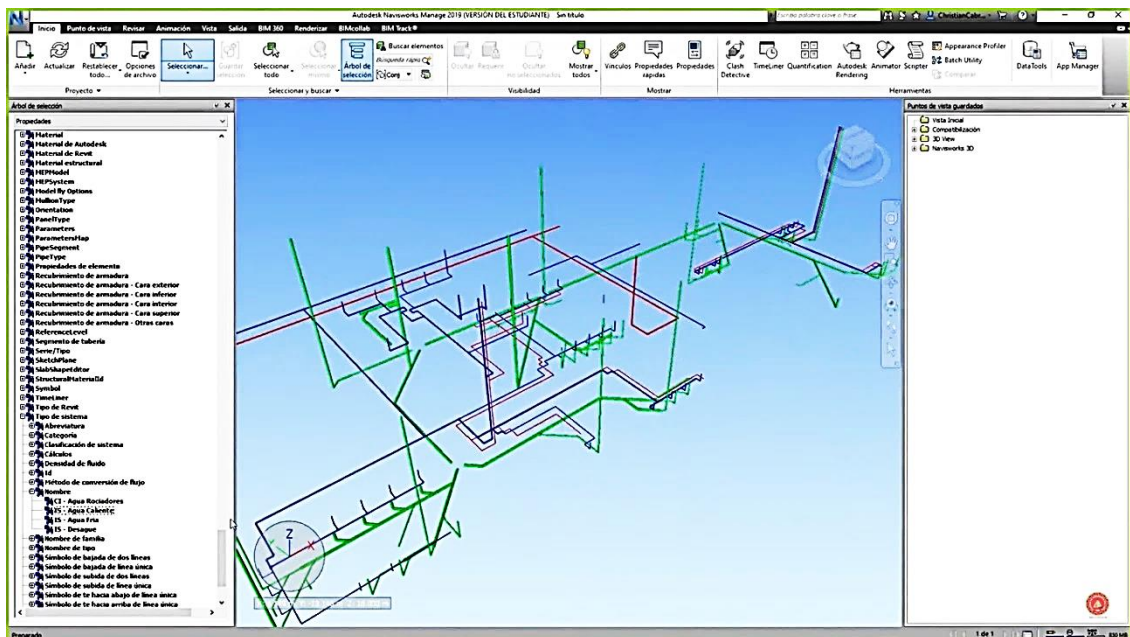 Autodesk Navisworks Manage 2019 (VERSIÓN DEL ESTUDIANTE) Sin título
Escriba palabra clave o frase
ChristianCabr...
Inicio Punto de vista Revisar Animación Vista Salida BIM 360 Renderizar BIMcollab BIM Track®
Añadir
Actualizar
Restablecer todo...
Opciones de archivo
Seleccionar...
Guardar selección
Seleccionar todo
Seleccionar mismo
Árbol de selección
Buscar elementos
Búsqueda rápida
Conj
Ocultar
Requerir
Ocultar no seleccionados
Mostrar todos
Vínculos
Propiedades rápidas
Propiedades
Clash Detective
TimeLiner
Quantification
Autodesk Rendering
Animator
Scripter
Appearance Profiler
Batch Utility
Comparar
DataTools
App Manager
Proyecto
Seleccionar y buscar
Visibilidad
Mostrar
Herramientas
Árbol de selección
Propiedades
Material
Material de Autodesk
Material de Revit
Material estructural
MEPModel
MEPSystem
Model fly Options
MullionType
Orientation
PanelType
Parameters
ParametersMap
PipeSegment
PipeType
Propiedades de elemento
Recubrimiento de armadura
Recubrimiento de armadura - Cara exterior
Recubrimiento de armadura - Cara inferior
Recubrimiento de armadura - Cara interior
Recubrimiento de armadura - Cara superior
Recubrimiento de armadura - Otras caras
ReferenceLevel
Segmento de tubería
Serie/Tipo
SketchPlane
SlabShapeEditor
StructuralMaterialId
Symbol
TimeLiner
Tipo de Revit
Tipo de sistema
Abreviatura
Categoría
Clasificación de sistema
Cálculos
Densidad de fluido
Id
Método de conversión de flujo
Nombre
CI - Agua Rociadores
IS - Agua Caliente
IS - Agua Fria
IS - Desague
Nombre de familia
Nombre de tipo
Símbolo de bajada de dos líneas
Símbolo de bajada de línea única
Símbolo de subida de dos líneas
Símbolo de subida de línea única
Símbolo de te hacia abajo de línea única
Símbolo de te hacia arriba de línea única
Z
X
Puntos de vista guardados
Vista Inicial
Compatibilización
3D View
Navisworks 3D
Preparado
1 de 1
830 MB